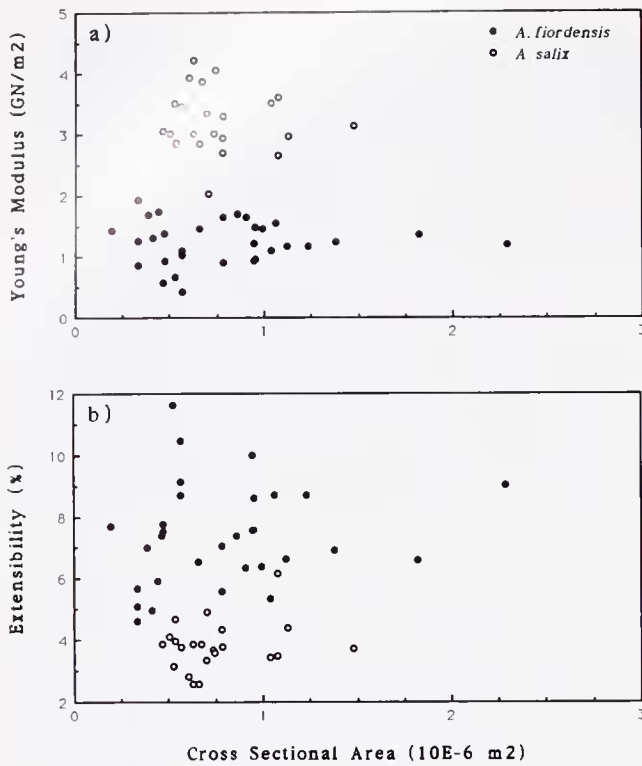 a)
A. fiordensis
A salix
Young's Modulus (GN/m2)
5
4
3
2
1
0
0
1
2
3
b)
Extensibility (%)
12
10
8
6
4
2
0
1
2
3
Cross Sectional Area (10E-6 m2)